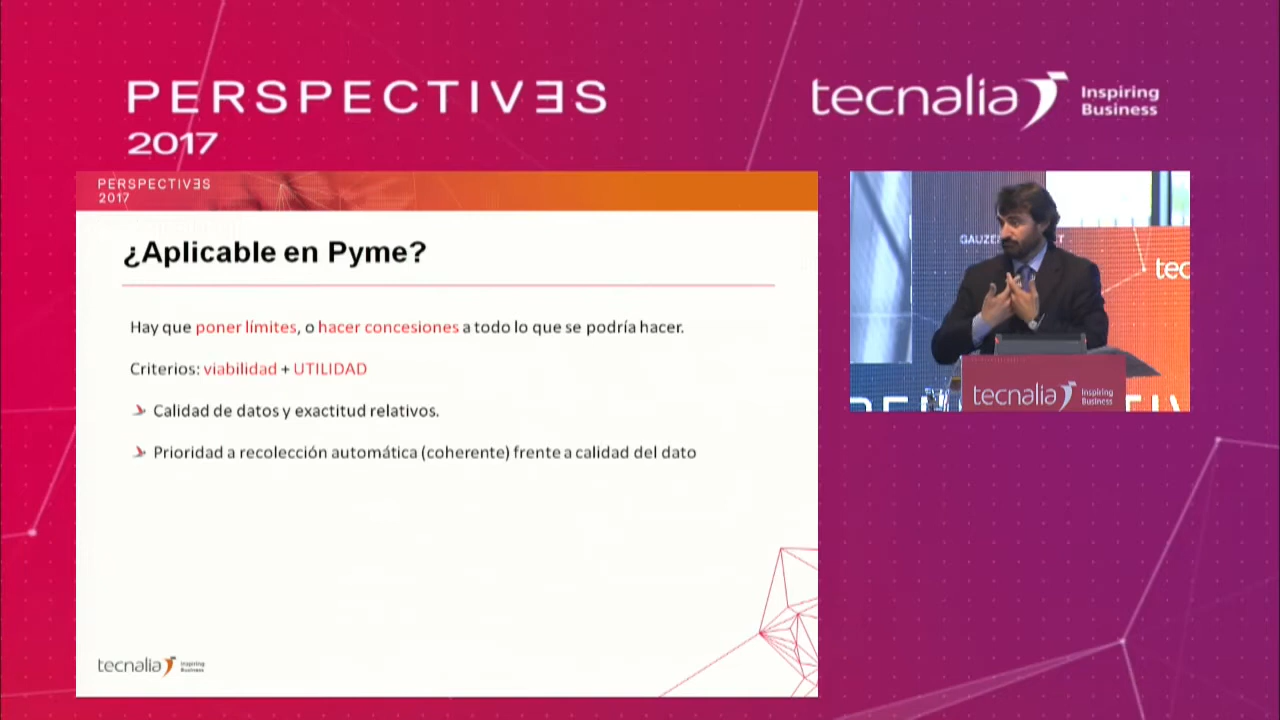 PERSPECTIVES
2017
tecnalia Inspiring
Business
PERSPECTIVES
2017
¿Aplicable en Pyme?
Hay que poner límites, o hacer concesiones a todo lo que se podría hacer.
Criterios: viabilidad + UTILIDAD
Calidad de datos y exactitud relativos.
Prioridad a recolección automática (coherente) frente a calidad del dato
tecnalia Inspiring
Business
tec
tecnalia Inspiring
Business